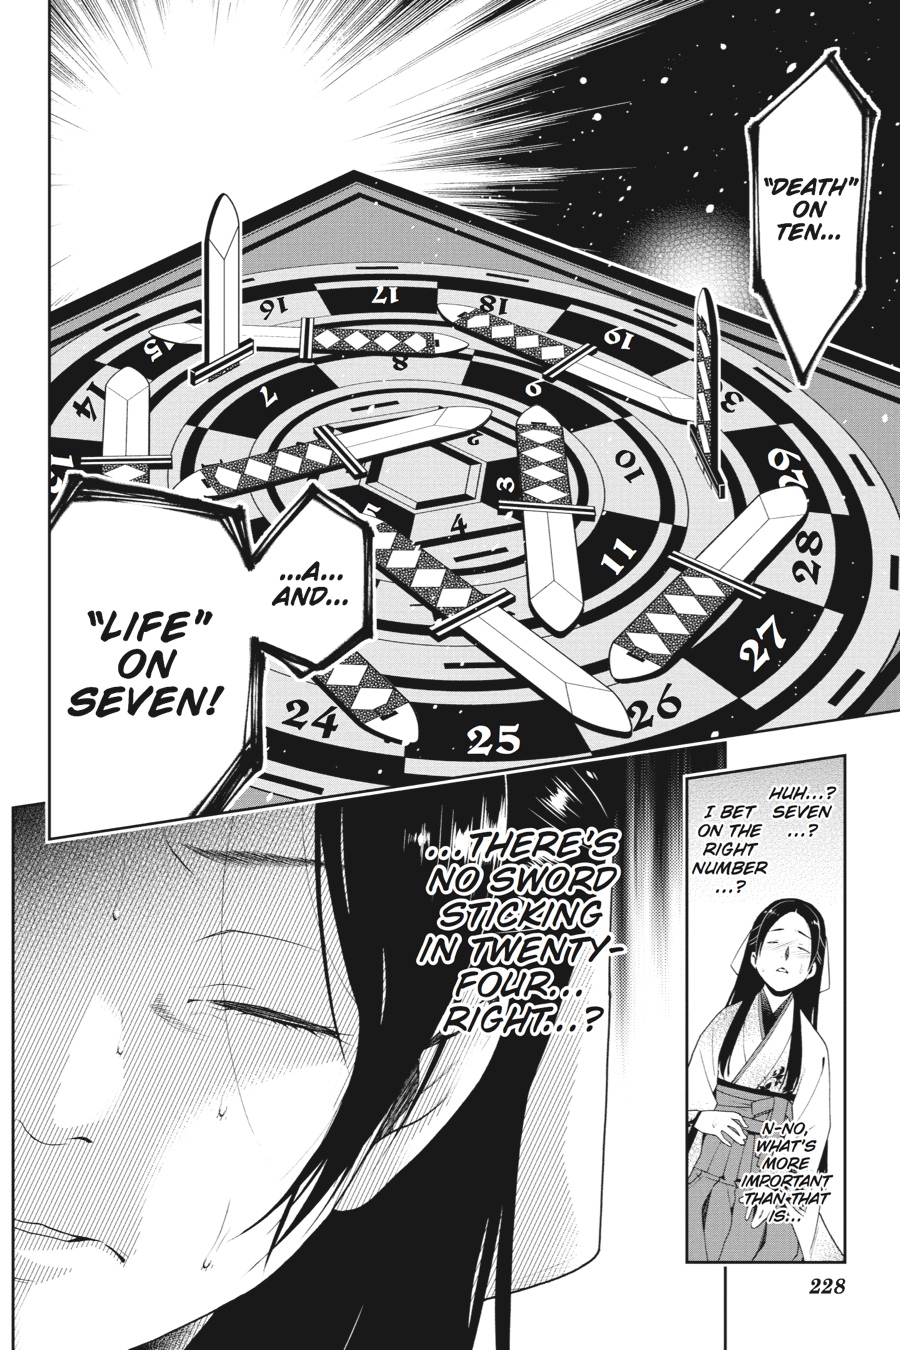 "DEATH"
ON
TEN...
...A...
AND...
"LIFE"
ON
SEVEN!
16
17
18
19
15
14
13
7
8
9
10
11
2
3
4
3
29
28
27
26
25
24
HUH...?
SEVEN
...?
I BET
ON THE
RIGHT
NUMBER
...?
N-NO,
WHAT'S
MORE
IMPORTANT
THAN THAT
IS...
...THERE'S
NO SWORD
STICKING
IN TWENTY-
FOUR...
RIGHT...?
228